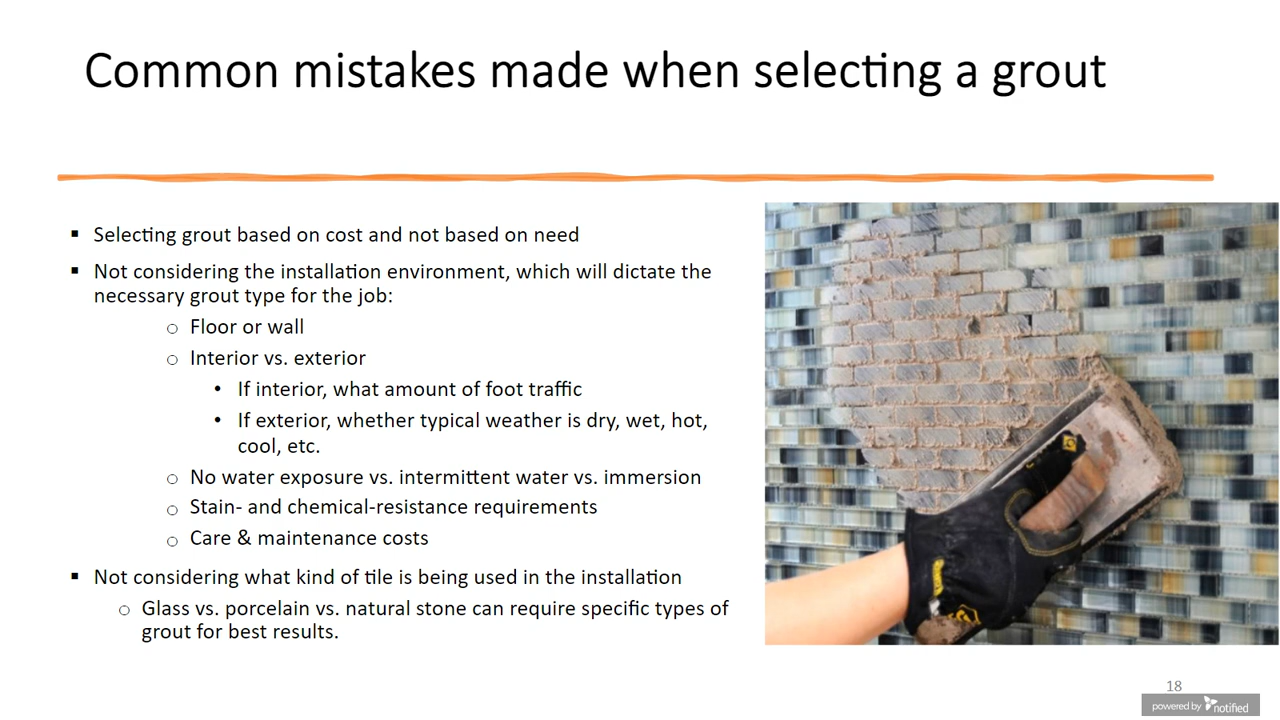 Common mistakes made when selecting a grout
▪ Selecting grout based on cost and not based on need
▪ Not considering the installation environment, which will dictate the
necessary grout type for the job:
○ Floor or wall
○ Interior vs. exterior
• If interior, what amount of foot traffic
• If exterior, whether typical weather is dry, wet, hot,
cool, etc.
○ No water exposure vs. intermittent water vs. immersion
○ Stain- and chemical-resistance requirements
○ Care & maintenance costs
▪ Not considering what kind of tile is being used in the installation
○ Glass vs. porcelain vs. natural stone can require specific types of
grout for best results.
18
powered by notified